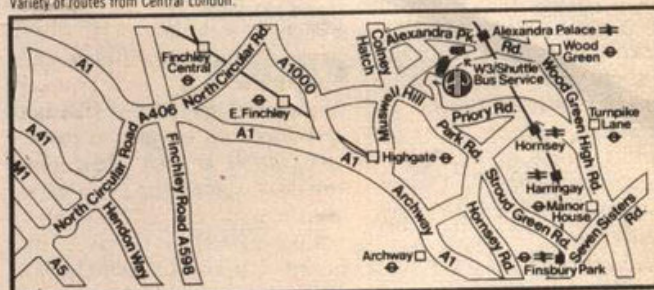 Variety of routes from Central London.
A1
Finchley
Central
North Circular Rd.
A1000
Colney
Hatch
Alexandra Pk.
Rd.
Alexandra Palace
Wood
Green
W3/Shuttle
Bus Service
Wood Green High Rd.
A406
E. Finchley
Muswell Hill
Priory Rd.
Turnpike
Lane
A41
A1
Park Rd.
Hornsey
M1
North Circular Road
Finchley Road A598
A1
Highgate
Harringay
Hendon Way
Archway
Stroud Green Rd.
Manor
House
Hornsey Rd.
Seven Sisters
Rd.
A5
Archway
A1
Finsbury Park